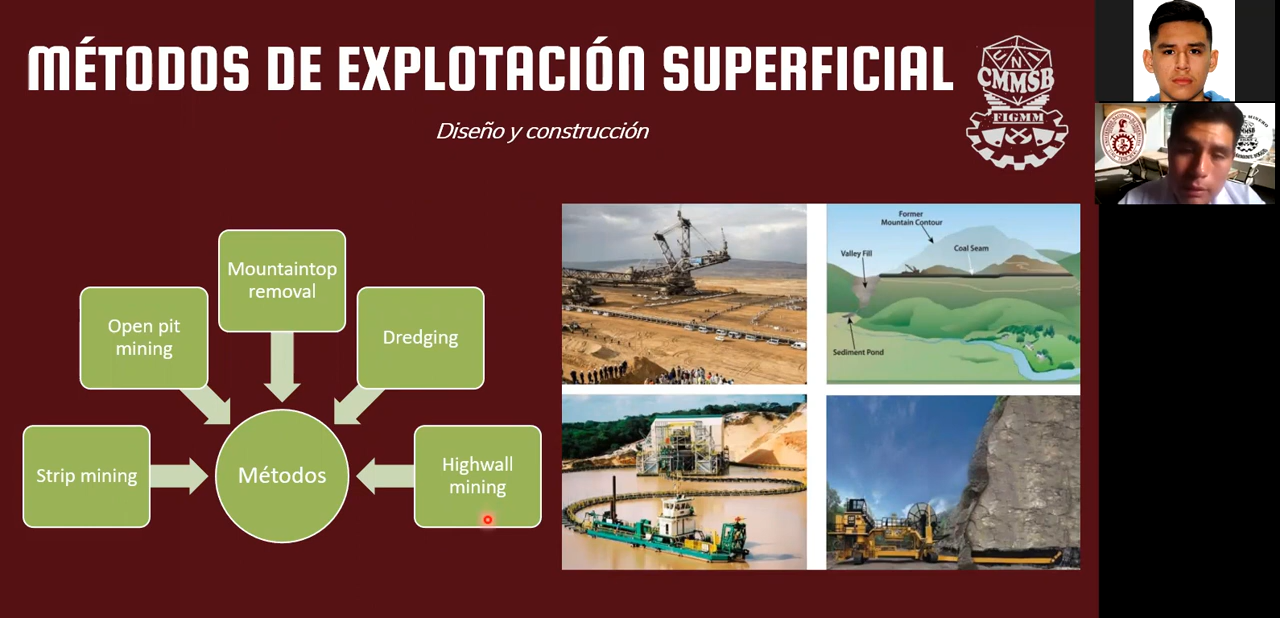 MÉTODOS DE EXPLOTACIÓN SUPERFICIAL
Diseño y construcción
UNI
CMMSB
FIGMM
Mountaintop
removal
Open pit
mining
Dredging
Strip mining
Métodos
Highwall
mining
Former
Mountain Contour
Coal Seam
Valley Fill
Sediment Pond